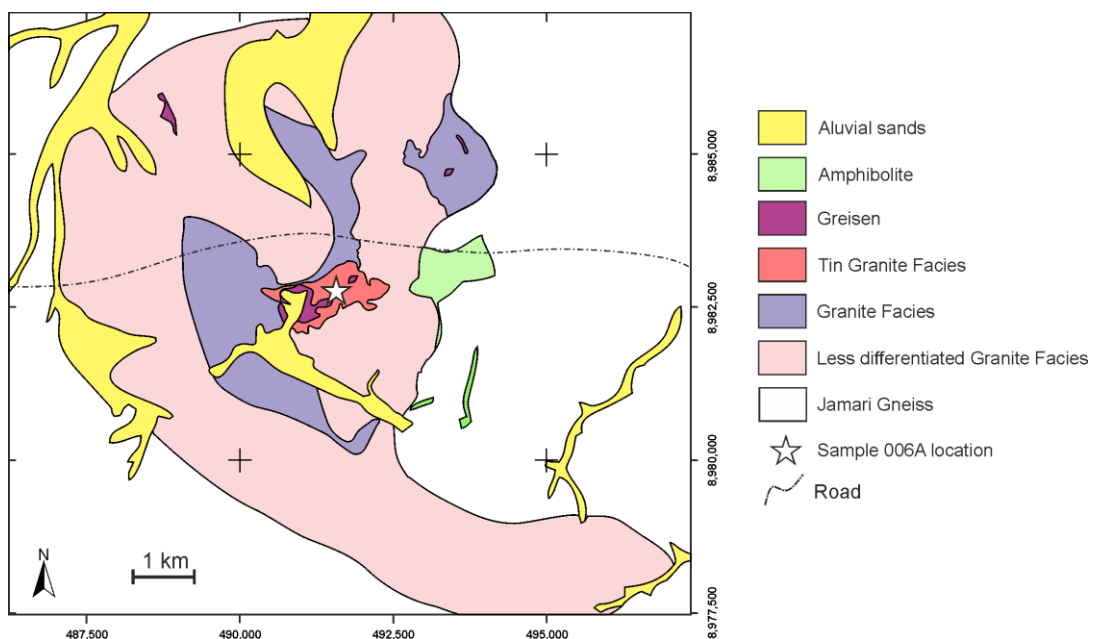 Aluvial sands
Amphibolite
Greisen
Tin Granite Facies
Granite Facies
Less differentiated Granite Facies
Jamari Gneiss
Sample 006A location
Road
8,985,000
8,982,500
8,980,000
8,977,500
N
1 km
487.500
490.000
492.500
495.000